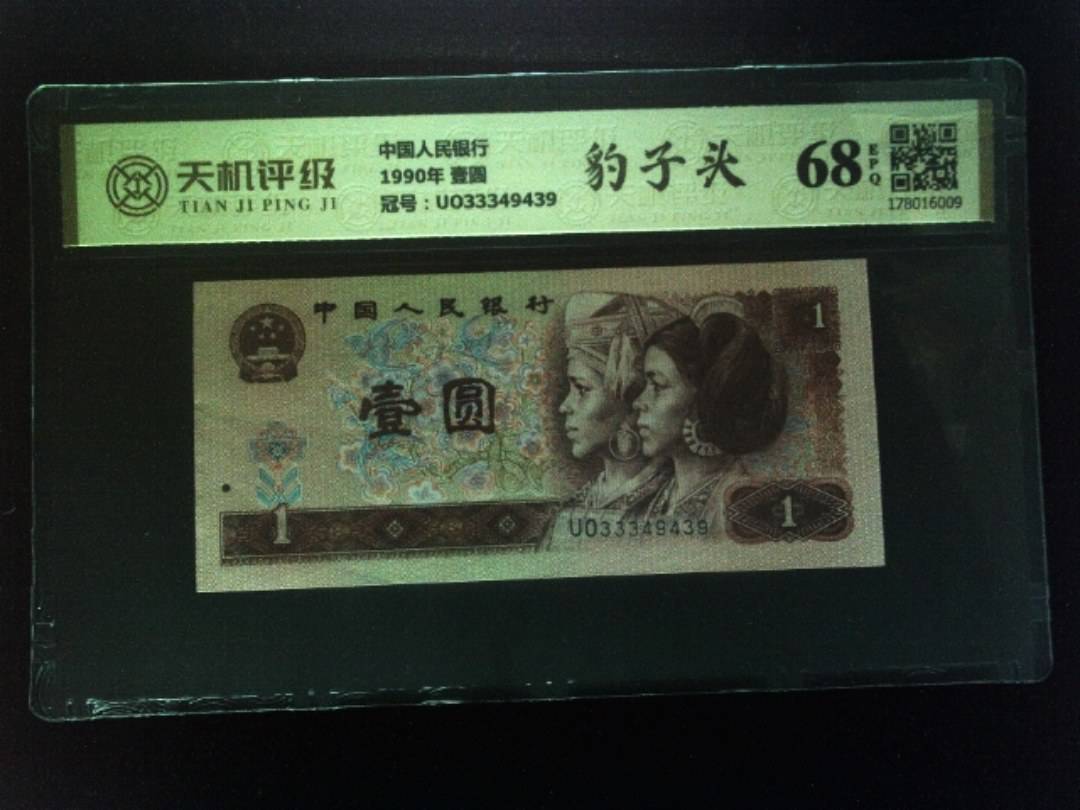 天机评级
TIAN JI PING JI
中国人民银行
1990年 壹圆
冠号：UO33349439
豹子头
68
EPQ
178016009
中国人民银行
壹圆
1
1
1
UO33349439